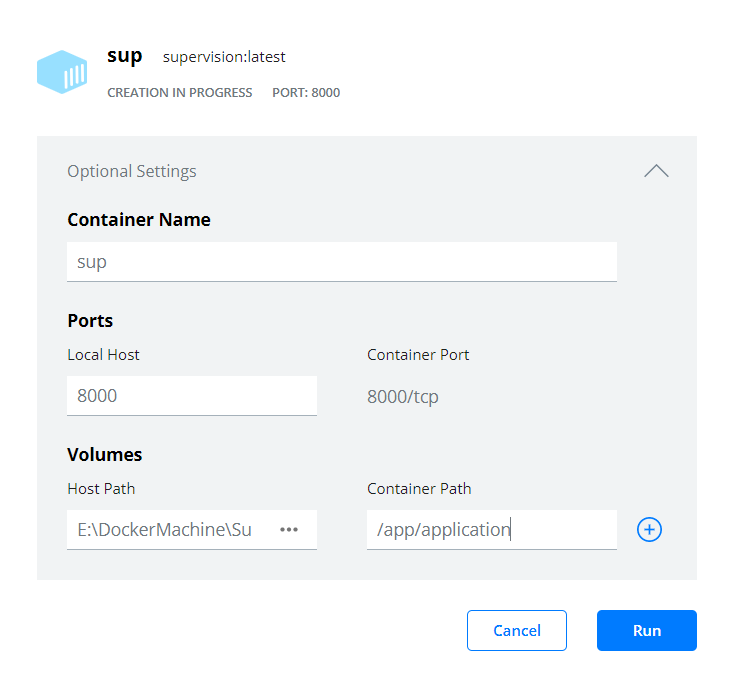 sup supervision:latest
CREATION IN PROGRESS PORT: 8000
Optional Settings
Container Name
sup
Ports
Local Host Container Port
8000 8000/tcp
Volumes
Host Path Container Path
E:\DockerMachine\Su ••• /app/application
Cancel Run